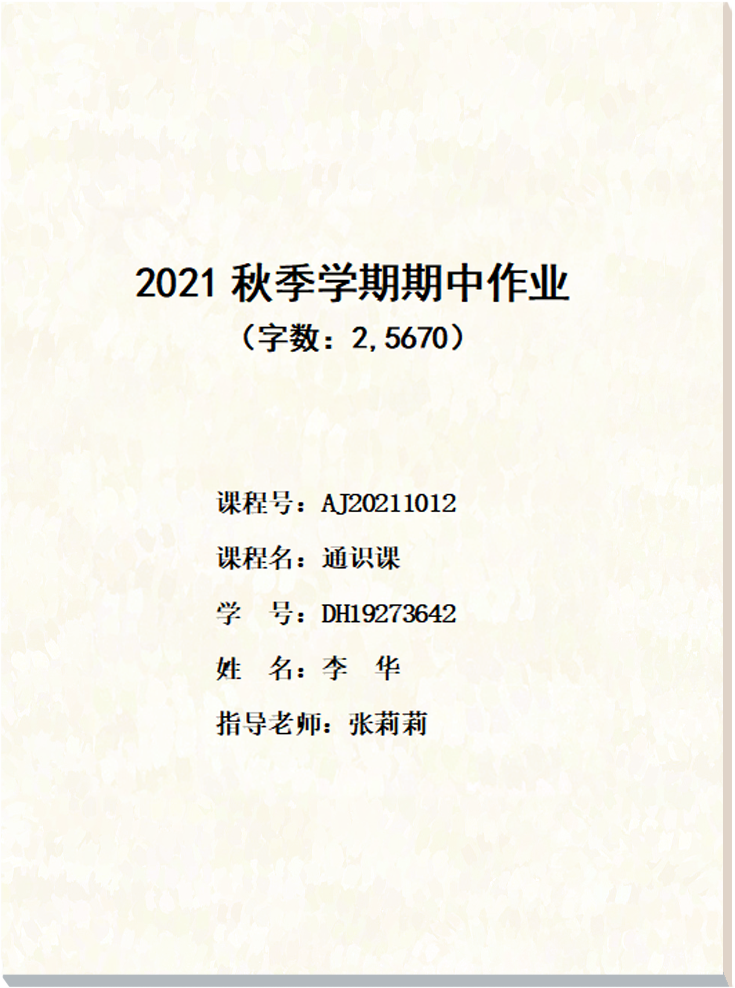 2021 秋季学期期中作业
（字数：2,5670）
课程号：AJ20211012
课程名：通识课
学　号：DH19273642
姓　名：李　华
指导老师：张莉莉